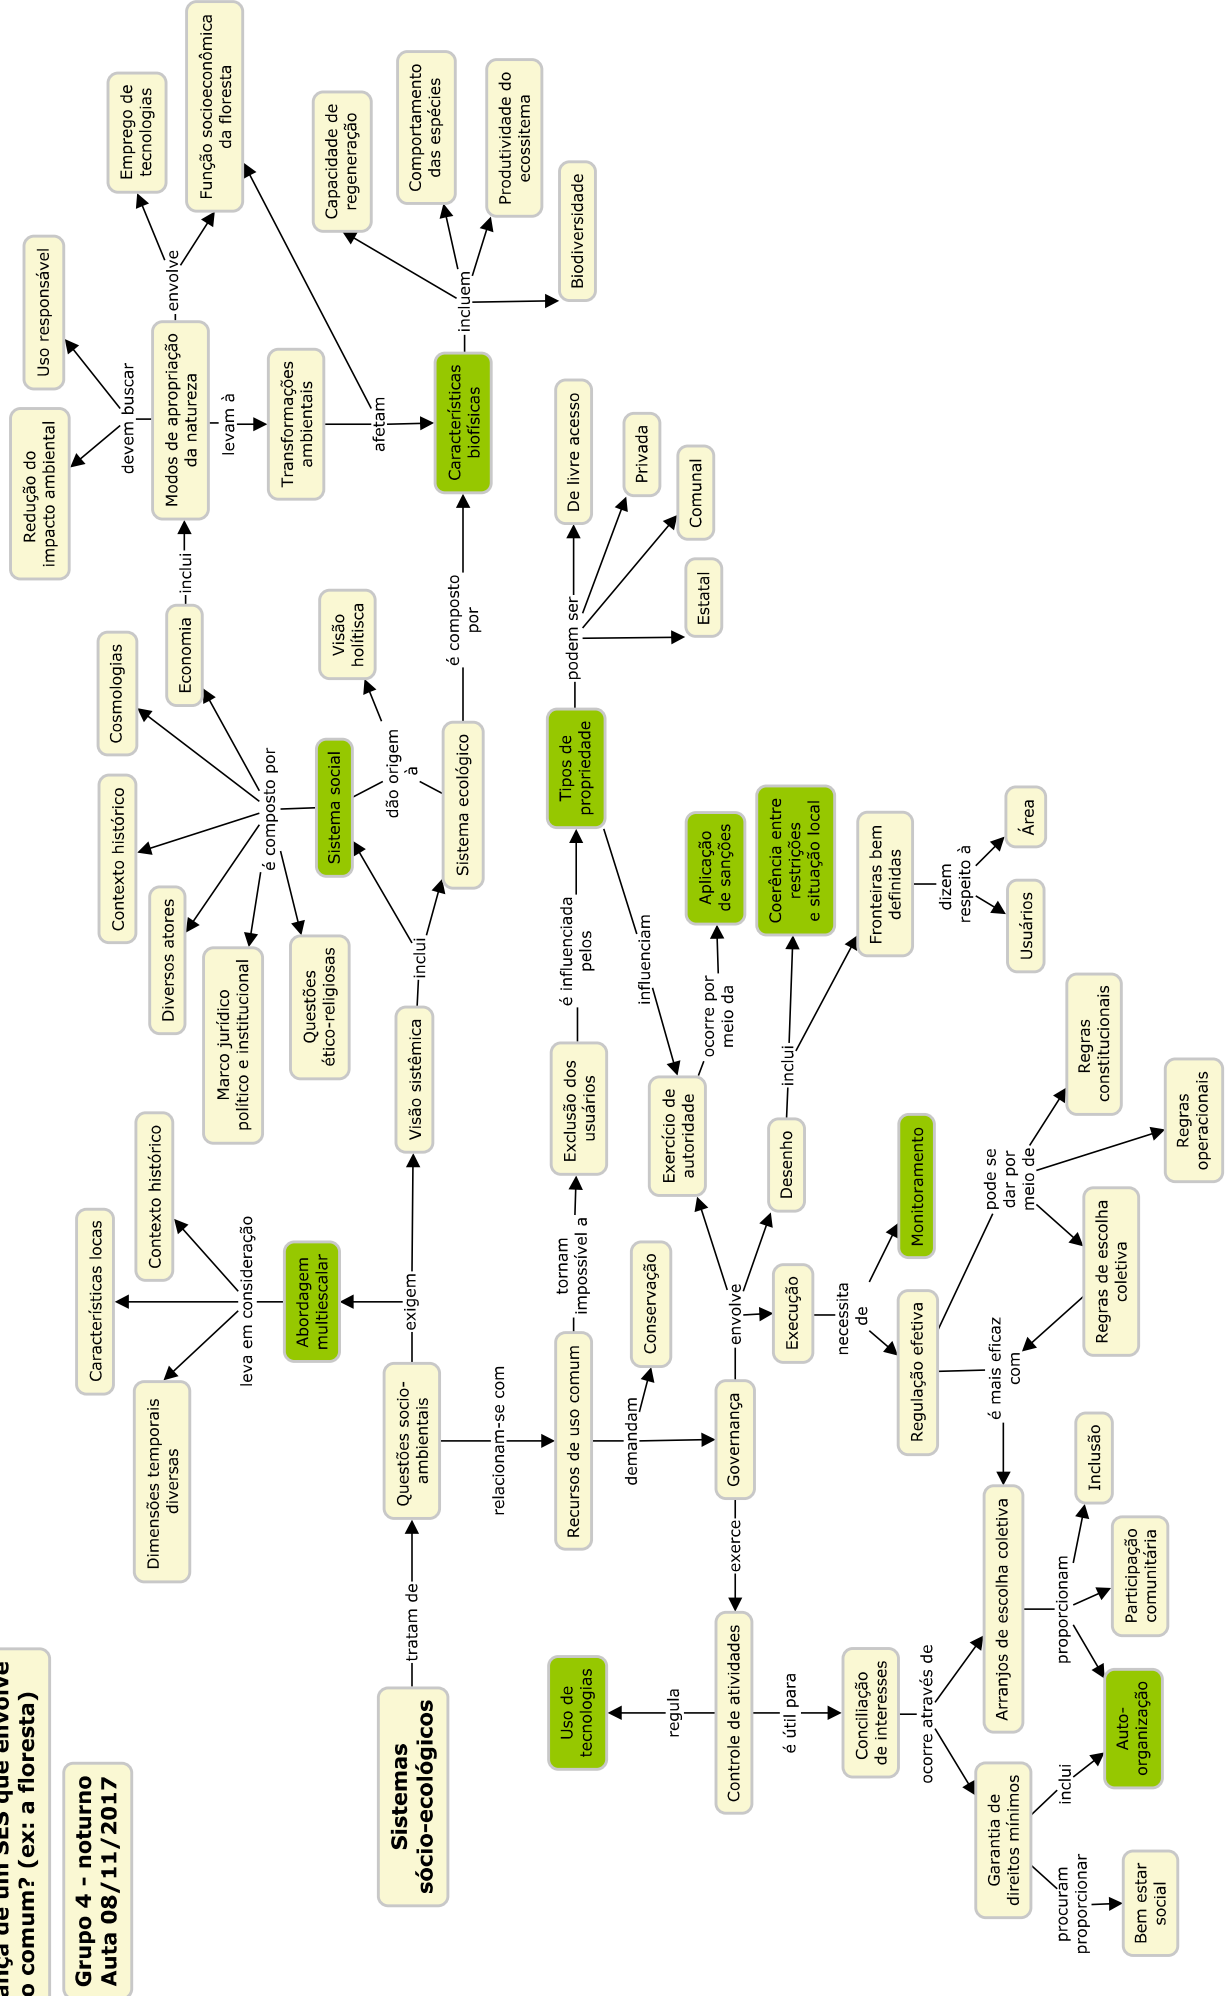 ança de um SES que envolve
o comum? (ex: a floresta)
Grupo 4 - noturno
Auta 08/11/2017
Sistemas
sócio-ecológicos
tratam de
Questões socio-
ambientais
exigem
Abordagem
multiescalar
leva em consideração
Dimensões temporais
diversas
Características locas
Contexto histórico
Visão sistêmica
inclui
Sistema social
é composto por
Questões
ético-religiosas
Marco jurídico
político e institucional
Diversos atores
Contexto histórico
Cosmologias
Economia
inclui
Modos de apropriação
da natureza
devem buscar
Redução do
impacto ambiental
Uso responsável
envolve
Emprego de
tecnologias
Função socioeconômica
da floresta
levam à
Transformações
ambientais
afetam
Sistema ecológico
dão origem
à
Visão
holítisca
é composto
por
Características
biofísicas
incluem
Capacidade de
regeneração
Comportamento
das espécies
Produtividade do
ecossitema
Biodiversidade
relacionam-se com
Recursos de uso comum
tornam
impossível a
Exclusão dos
usuários
é influenciada
pelos
Tipos de
propriedade
podem ser
De livre acesso
Privada
Comunal
Estatal
influenciam
demandam
Conservação
Governança
envolve
Exercício de
autoridade
ocorre por
meio da
Aplicação
de sanções
Desenho
inclui
Coerência entre
restrições
e situação local
Fronteiras bem
definidas
dizem
respeito à
Usuários
Área
Execução
necessita
de
Monitoramento
Regulação efetiva
pode se
dar por
meio de
Regras
constitucionais
Regras
operacionais
Regras de escolha
coletiva
é mais eficaz
com
exerce
Controle de atividades
regula
Uso de
tecnologias
é útil para
Conciliação
de interesses
ocorre através de
Arranjos de escolha coletiva
proporcionam
Inclusão
Participação
comunitária
Auto-
organização
Garantia de
direitos mínimos
inclui
procuram
proporcionar
Bem estar
social